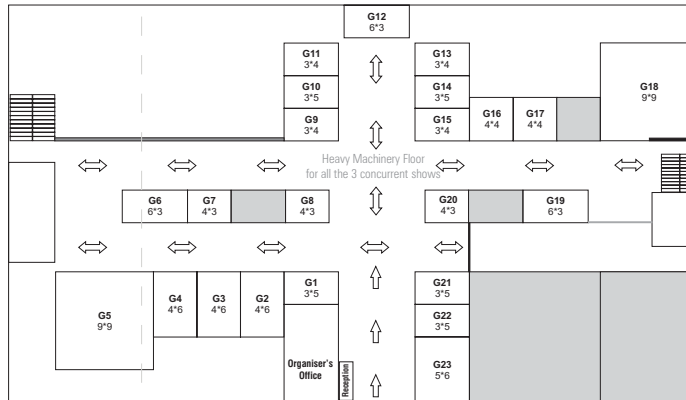 G12
6*3
G11
3*4
G13
3*4
G10
3*5
G14
3*5
G18
9*9
G9
3*4
G15
3*4
G16
4*4
G17
4*4
Heavy Machinery Floor
for all the 3 concurrent shows
G6
6*3
G7
4*3
G8
4*3
G20
4*3
G19
6*3
G1
3*5
G21
3*5
G5
9*9
G4
4*6
G3
4*6
G2
4*6
G22
3*5
Organiser's
Office
Reception
G23
5*6